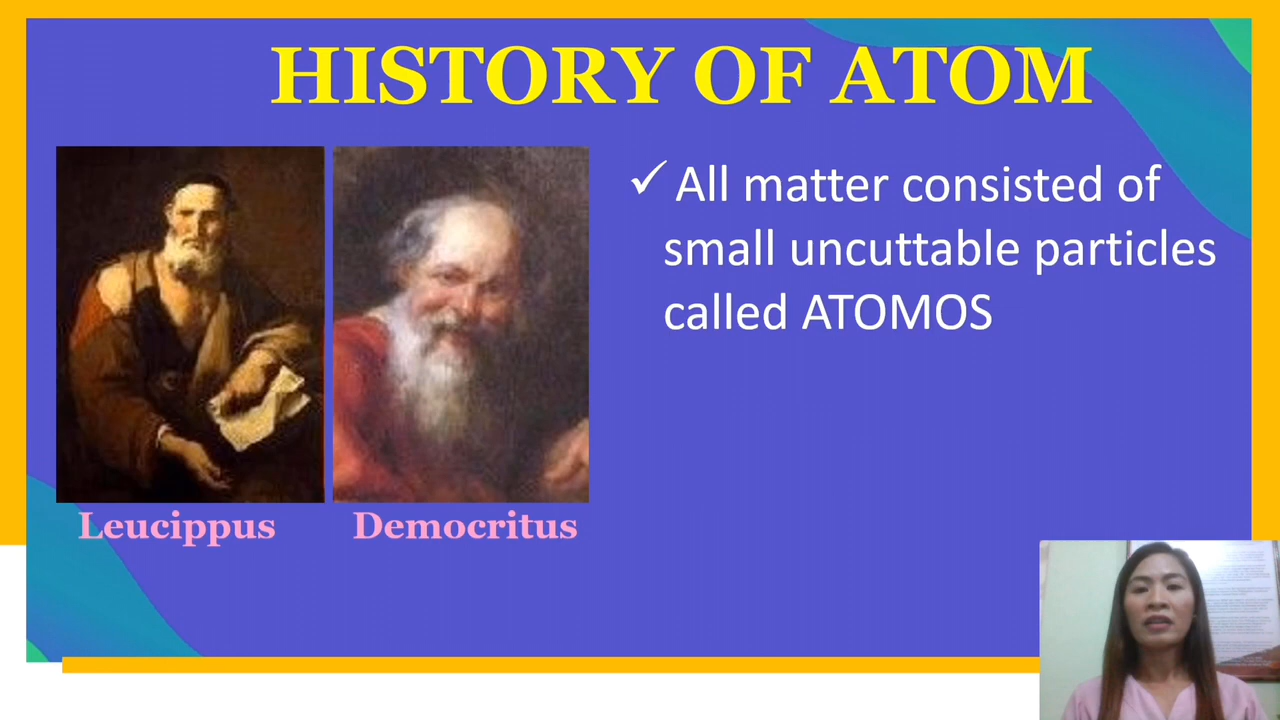 HISTORY OF ATOM
✓ All matter consisted of
small uncuttable particles
called ATOMOS
Leucippus
Democritus